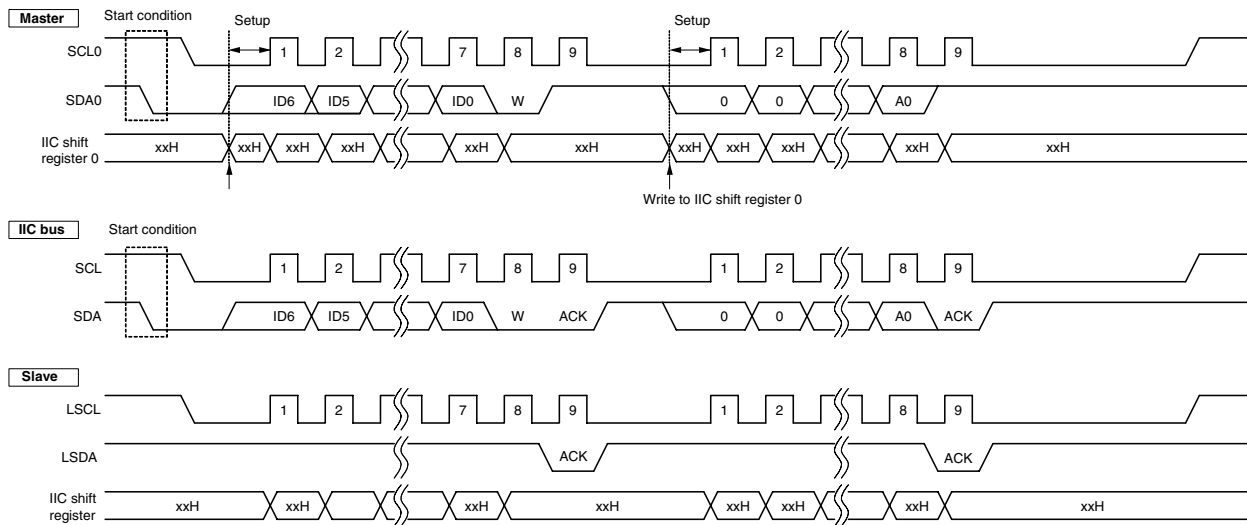 Master Start condition
Setup Setup
SCL0 1 2 7 8 9 1 2 8 9
SDA0 ID6 ID5 ID0 W 0 0 A0
IIC shift
register 0
xxH xxH xxH xxH xxH xxH xxH xxH xxH xxH xxH
Write to IIC shift register 0
IIC bus Start condition
SCL 1 2 7 8 9 1 2 8 9
SDA ID6 ID5 ID0 W ACK 0 0 A0 ACK
Slave
LSCL 1 2 7 8 9 1 2 8 9
LSDA ACK ACK
IIC shift
register
xxH xxH xxH xxH xxH xxH xxH xxH